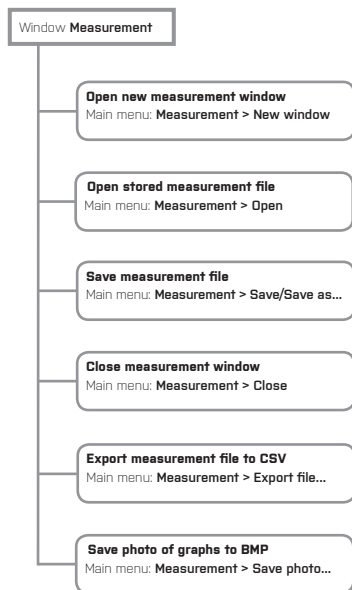 Window Measurement
Open new measurement window
Main menu: Measurement > New window
Open stored measurement file
Main menu: Measurement > Open
Save measurement file
Main menu: Measurement > Save/Save as...
Close measurement window
Main menu: Measurement > Close
Export measurement file to CSV
Main menu: Measurement > Export file...
Save photo of graphs to BMP
Main menu: Measurement > Save photo...